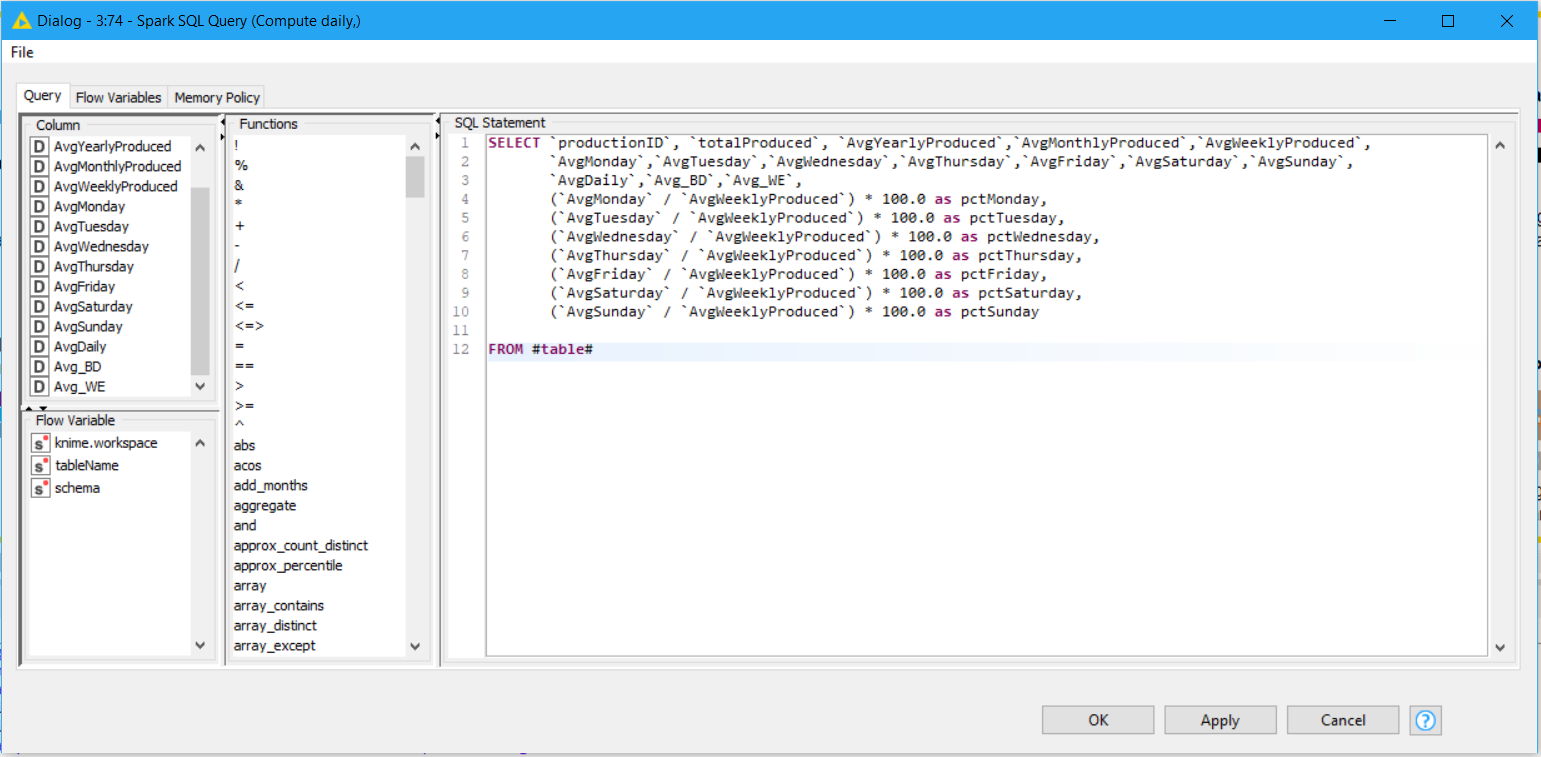 Dialog - 3:74 - Spark SQL Query (Compute daily,)
File
Query Flow Variables Memory Policy
Column
D AvgYearlyProduced
D AvgMonthlyProduced
D AvgWeeklyProduced
D AvgMonday
D AvgTuesday
D AvgWednesday
D AvgThursday
D AvgFriday
D AvgSaturday
D AvgSunday
D AvgDaily
D Avg_BD
D Avg_WE
Flow Variable
s knime.workspace
s tableName
s schema
Functions
!
%
&
*
+
-
/
<
<=
<=>
=
==
>
>=
^
abs
acos
add_months
aggregate
and
approx_count_distinct
approx_percentile
array
array_contains
array_distinct
array_except
SQL Statement
1 SELECT `productionID`, `totalProduced`, `AvgYearlyProduced`,`AvgMonthlyProduced`,`AvgWeeklyProduced`,
2 `AvgMonday`,`AvgTuesday`,`AvgWednesday`,`AvgThursday`,`AvgFriday`,`AvgSaturday`,`AvgSunday`,
3 `AvgDaily`,`Avg_BD`,`Avg_WE`,
4 (`AvgMonday` / `AvgWeeklyProduced`) * 100.0 as pctMonday,
5 (`AvgTuesday` / `AvgWeeklyProduced`) * 100.0 as pctTuesday,
6 (`AvgWednesday` / `AvgWeeklyProduced`) * 100.0 as pctWednesday,
7 (`AvgThursday` / `AvgWeeklyProduced`) * 100.0 as pctThursday,
8 (`AvgFriday` / `AvgWeeklyProduced`) * 100.0 as pctFriday,
9 (`AvgSaturday` / `AvgWeeklyProduced`) * 100.0 as pctSaturday,
10 (`AvgSunday` / `AvgWeeklyProduced`) * 100.0 as pctSunday
11
12 FROM #table#
OK Apply Cancel ?